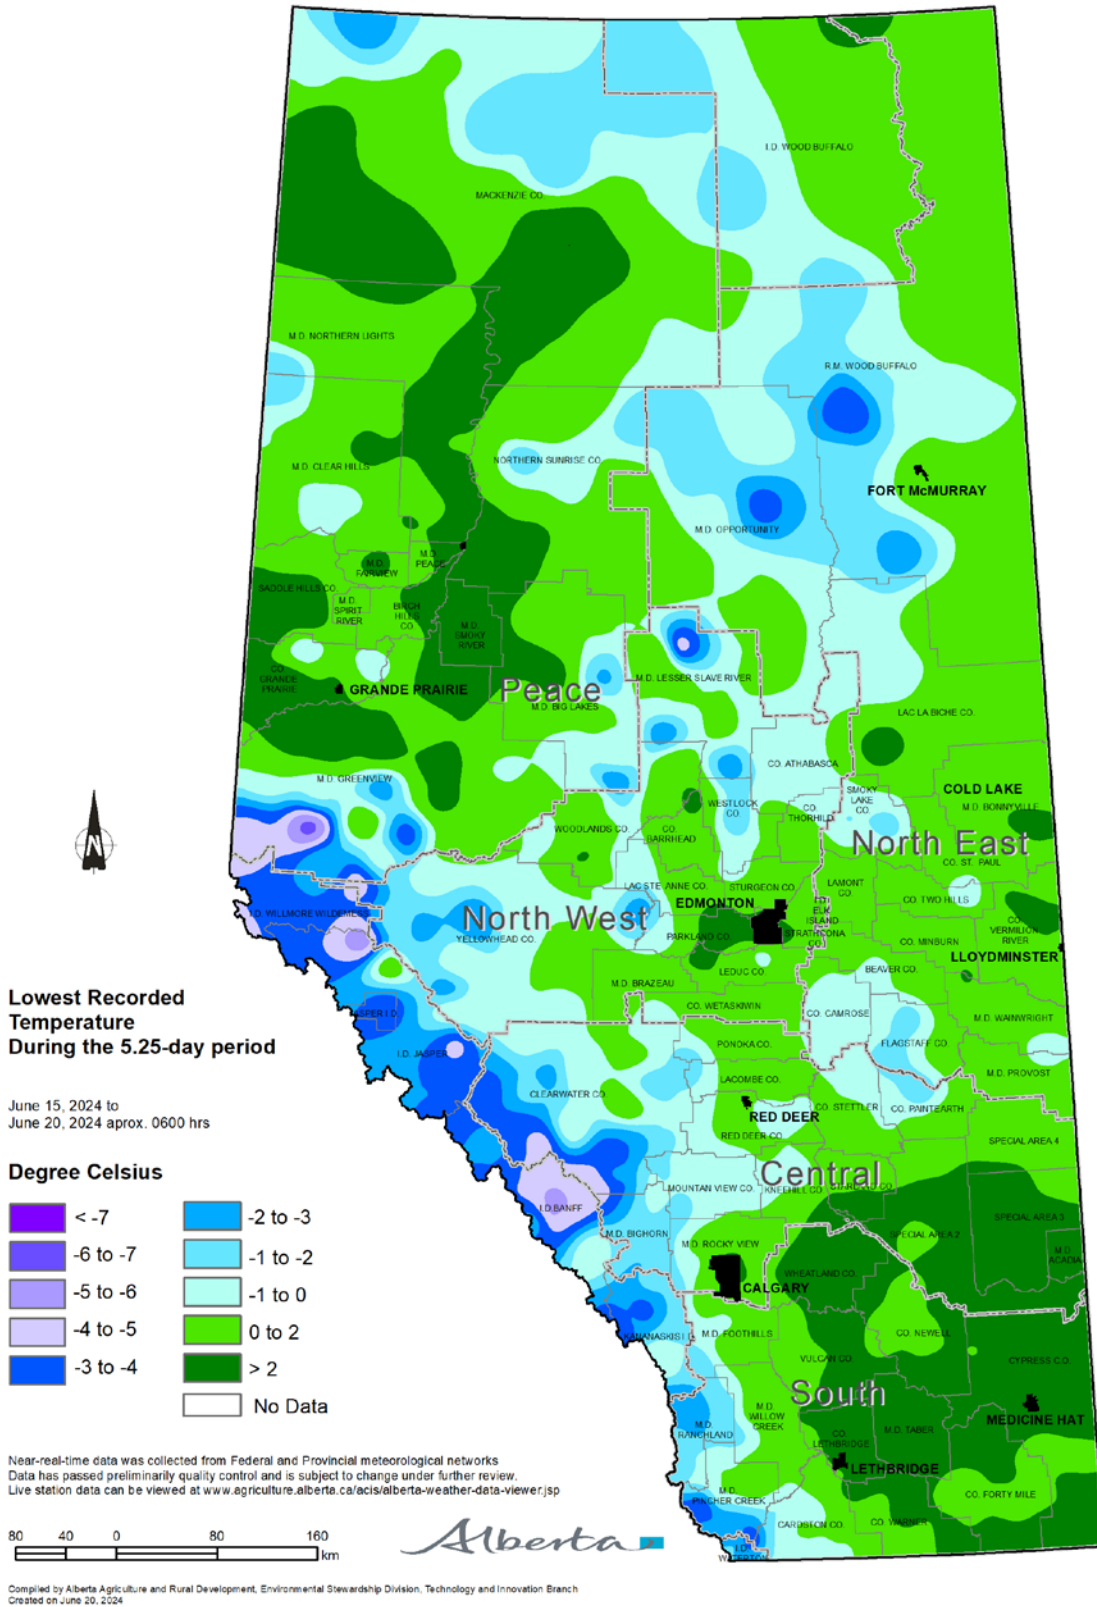 I.D. WOOD BUFFALO
MACKENZIE CO.
M.D. NORTHERN LIGHTS
R.M. WOOD BUFFALO
M.D. CLEAR HILLS
NORTHERN SUNRISE CO.
FORT McMURRAY
M.D. OPPORTUNITY
M.D.
PEACE
M.D.
FAIRVIEW
SADDLE HILLS CO.
M.D.
SPIRIT
RIVER
BIRCH
HILLS
CO
M.D.
SMOKY
RIVER
CO.
GRANDE
PRAIRIE
GRANDE PRAIRIE
Peace
M.D. LESSER SLAVE RIVER
M.D. BIG LAKES
LAC LA BICHE CO.
M.D. GREENVIEW
CO. ATHABASCA
COLD LAKE
SMOKY
LAKE
CO.
M.D. BONNYVILLE
WESTLOCK
CO.
CO.
THORHILD
WOODLANDS CO.
CO.
BARRHEAD
North East
CO. ST. PAUL
LAC STE ANNE CO.
STURGEON CO.
LAMONT
CO.
EDMONTON
I.D.
ELK
ISLAND
CO. TWO HILLS
I.D. WILLMORE WILDERNESS
North West
YELLOWHEAD CO.
PARKLAND CO.
STRATHCONA
CO.
CO.
VERMILION
RIVER
CO. MINBURN
LLOYDMINSTER
LEDUC CO.
BEAVER CO.
M.D. BRAZEAU
CO. WETASKIWIN
CO. CAMROSE
M.D. WAINWRIGHT
JASPER I.D.
PONOKA CO.
FLAGSTAFF CO.
I.D. JASPER
M.D. PROVOST
LACOMBE CO.
CLEARWATER CO
CO. STETTLER
CO. PAINTEARTH
RED DEER
RED DEER CO.
SPECIAL AREA 4
Central
MOUNTAIN VIEW CO.
KNEEHILL CO.
STARLAND CO.
I.D. BANFF
SPECIAL AREA 3
M.D. BIGHORN
M.D. ROCKY VIEW
SPECIAL AREA 2
M.D.
ACADIA
WHEATLAND CO.
CALGARY
KANANASKIS I.D.
M.D. FOOTHILLS
CO. NEWELL
VULCAN CO.
CYPRESS CO.
South
M.D.
WILLOW
CREEK
M.D.
RANCHLAND
MEDICINE HAT
M.D. TABER
CO.
LETHBRIDGE
LETHBRIDGE
M.D.
PINCHER CREEK
CO. FORTY MILE
CARDSTON CO.
CO. WARNER
I.D.
WATERTON
N
Lowest Recorded
Temperature
During the 5.25-day period
June 15, 2024 to
June 20, 2024 aprox. 0600 hrs
Degree Celsius
< -7
-6 to -7
-5 to -6
-4 to -5
-3 to -4
-2 to -3
-1 to -2
-1 to 0
0 to 2
> 2
No Data
Near-real-time data was collected from Federal and Provincial meteorological networks
Data has passed preliminarily quality control and is subject to change under further review.
Live station data can be viewed at www.agriculture.alberta.ca/acis/alberta-weather-data-viewer.jsp
80 40 0 80 160
km
Alberta
Compiled by Alberta Agriculture and Rural Development, Environmental Stewardship Division, Technology and Innovation Branch
Created on June 20, 2024